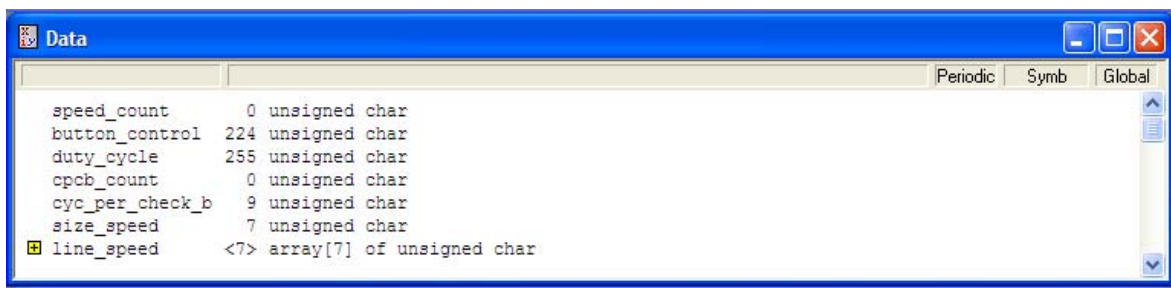 Data
Periodic Symb Global
speed_count 0 unsigned char
button_control 224 unsigned char
duty_cycle 255 unsigned char
cpcb_count 0 unsigned char
cyc_per_check_b 9 unsigned char
size_speed 7 unsigned char
line_speed <7> array[7] of unsigned char